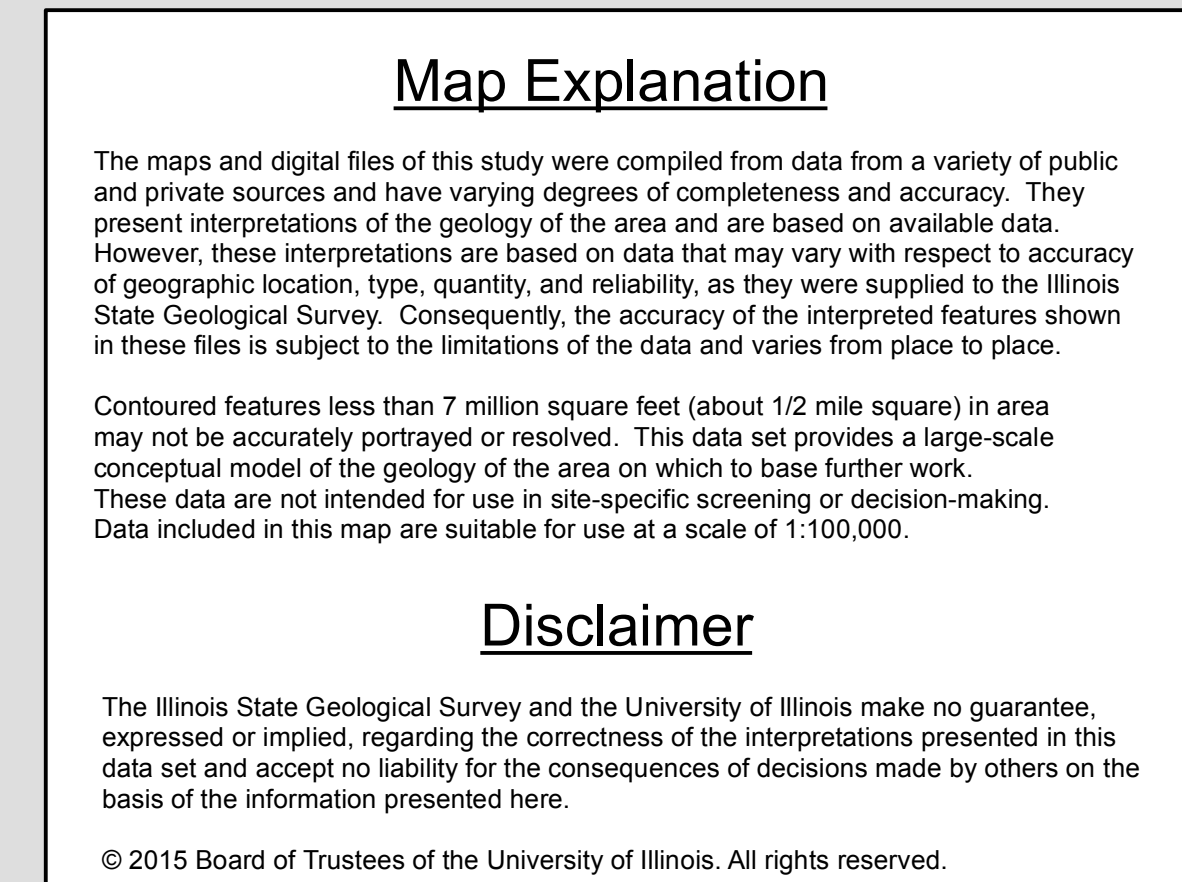 Map Explanation
The maps and digital files of this study were compiled from data from a variety of public
and private sources and have varying degrees of completeness and accuracy.  They
present interpretations of the geology of the area and are based on available data.
However, these interpretations are based on data that may vary with respect to accuracy
of geographic location, type, quantity, and reliability, as they were supplied to the Illinois
State Geological Survey.  Consequently, the accuracy of the interpreted features shown
in these files is subject to the limitations of the data and varies from place to place.
Contoured features less than 7 million square feet (about 1/2 mile square) in area
may not be accurately portrayed or resolved.  This data set provides a large-scale
conceptual model of the geology of the area on which to base further work.
These data are not intended for use in site-specific screening or decision-making.
Data included in this map are suitable for use at a scale of 1:100,000.
Disclaimer
The Illinois State Geological Survey and the University of Illinois make no guarantee,
expressed or implied, regarding the correctness of the interpretations presented in this
data set and accept no liability for the consequences of decisions made by others on the
basis of the information presented here.
© 2015 Board of Trustees of the University of Illinois. All rights reserved.